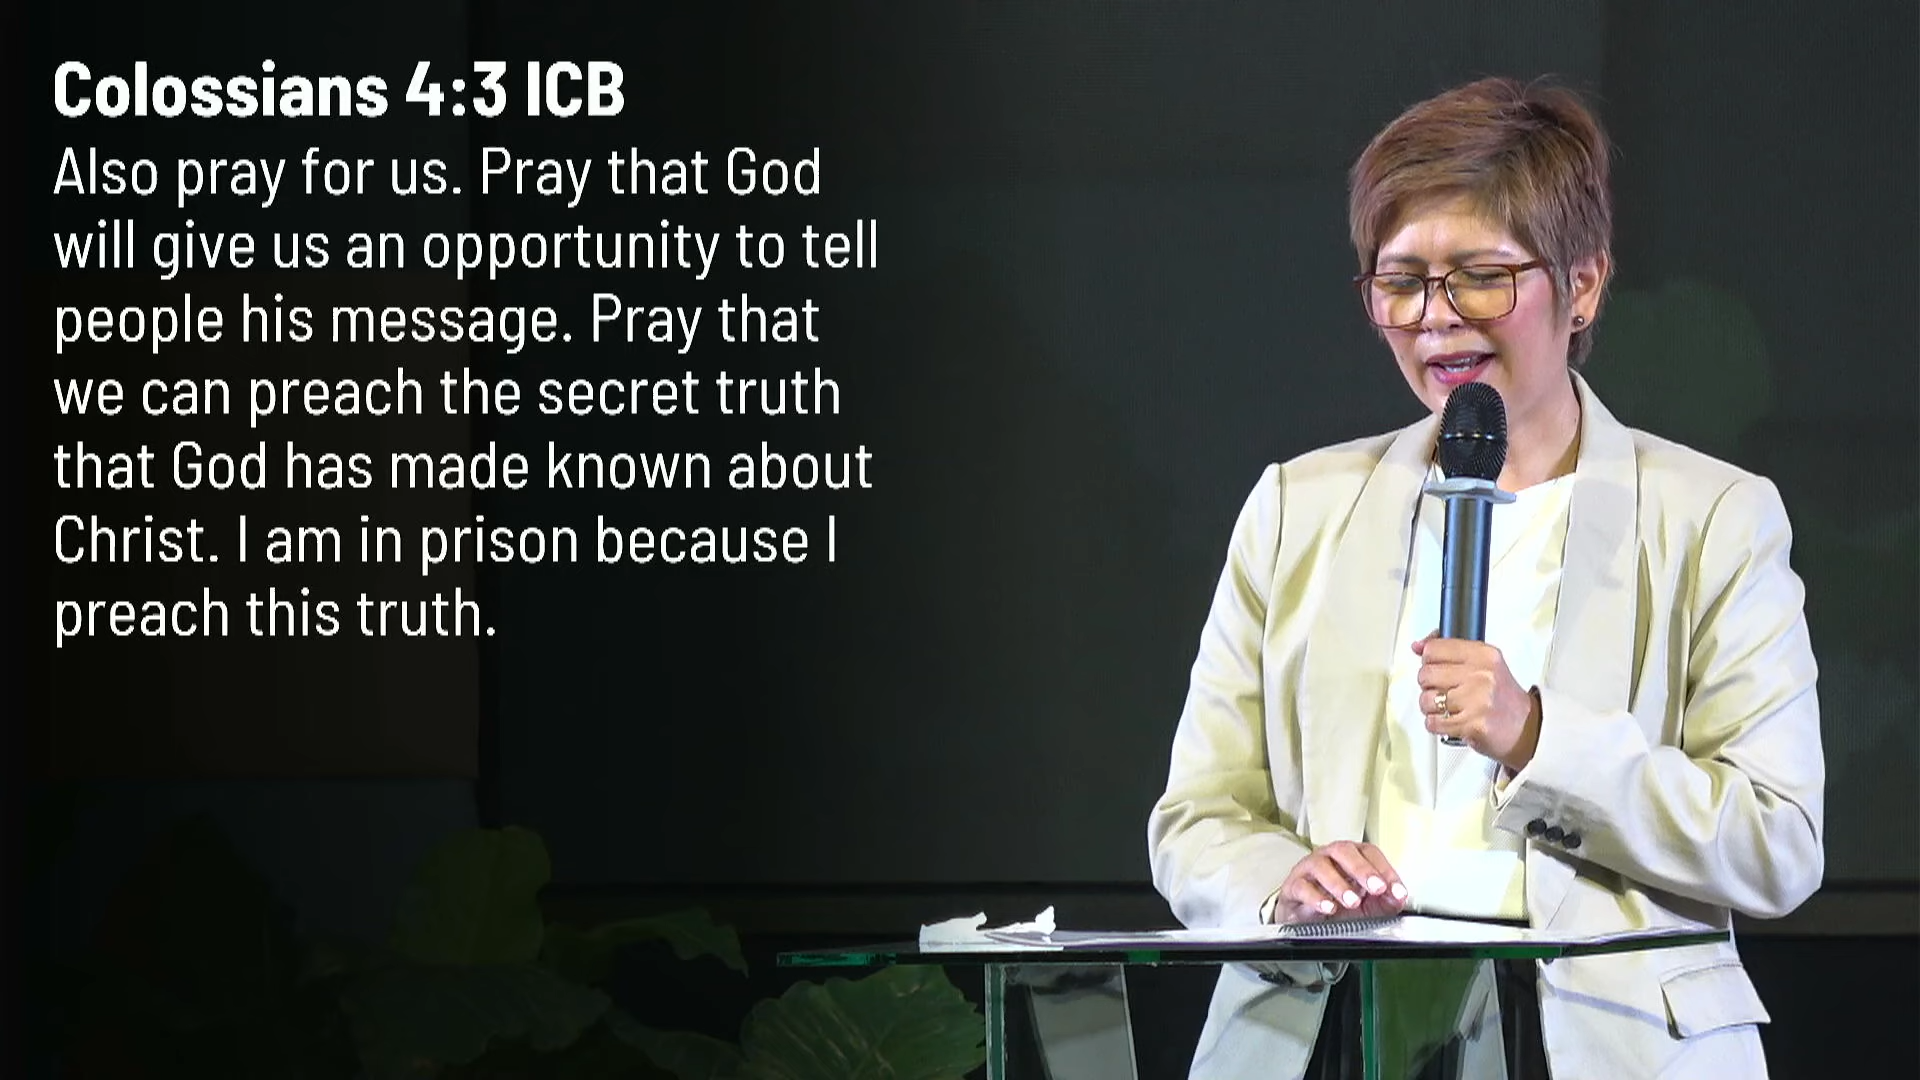 Colossians 4:3 ICB
Also pray for us. Pray that God
will give us an opportunity to tell
people his message. Pray that
we can preach the secret truth
that God has made known about
Christ. I am in prison because I
preach this truth.